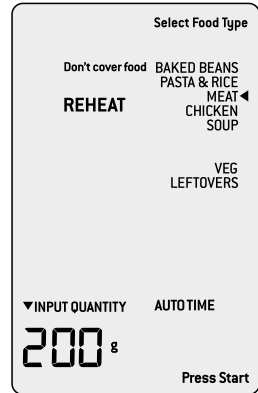 Select Food Type
Don't cover food BAKED BEANS
PASTA & RICE
REHEAT MEAT◀
CHICKEN
SOUP
VEG
LEFTOVERS
▼INPUT QUANTITY AUTO TIME
200 g
Press Start